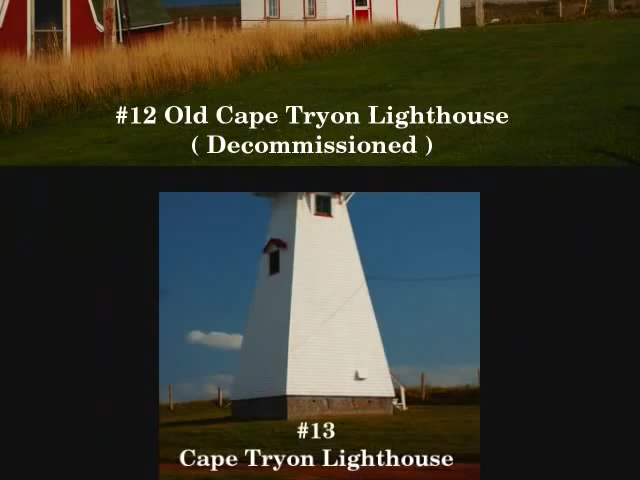 #12 Old Cape Tryon Lighthouse
( Decommissioned )
#13
Cape Tryon Lighthouse